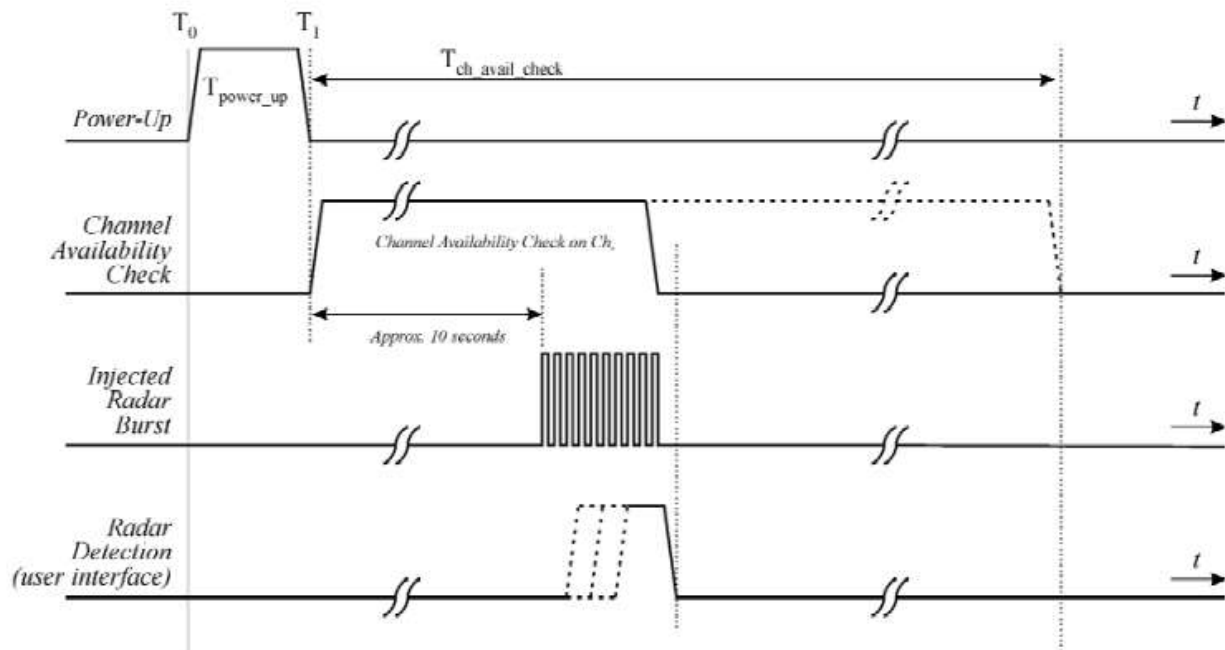 T0 T1
Tch_avail_check
Tpower_up
Power-Up
t
Channel
Availability
Check
Channel Availability Check on Chr
t
Approx. 10 seconds
Injected
Radar
Burst
t
Radar
Detection
(user interface)
t